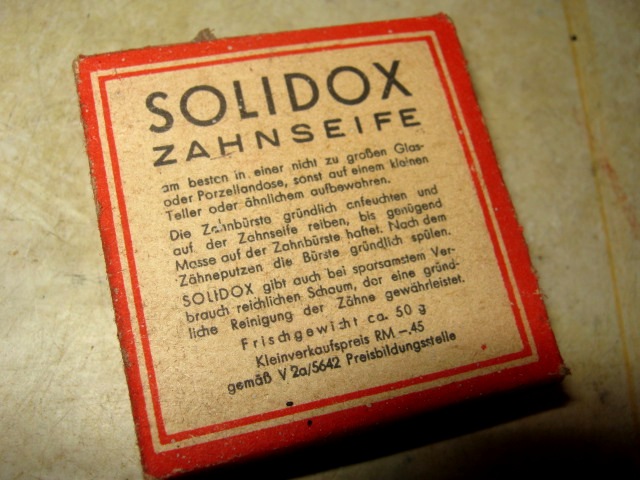 SOLIDOX
ZAHNSEIFE
am besten in einer nicht zu großen Glas-
oder Porzellandose, sonst auf einem kleinen
Teller oder ähnlichem aufbewahren.
Die Zahnbürste gründlich anfeuchten und
auf der Zahnseife reiben, bis genügend
Masse auf der Zahnbürste haftet. Nach dem
Zähneputzen die Bürste gründlich spülen.
SOLIDOX gibt auch bei sparsamstem Ver-
brauch reichlichen Schaum, der eine gründ-
liche Reinigung der Zähne gewährleistet.
Frischgewicht ca. 50 g
Kleinverkaufspreis RM -.45
gemäß V 2a/5642 Preisbildungsstelle